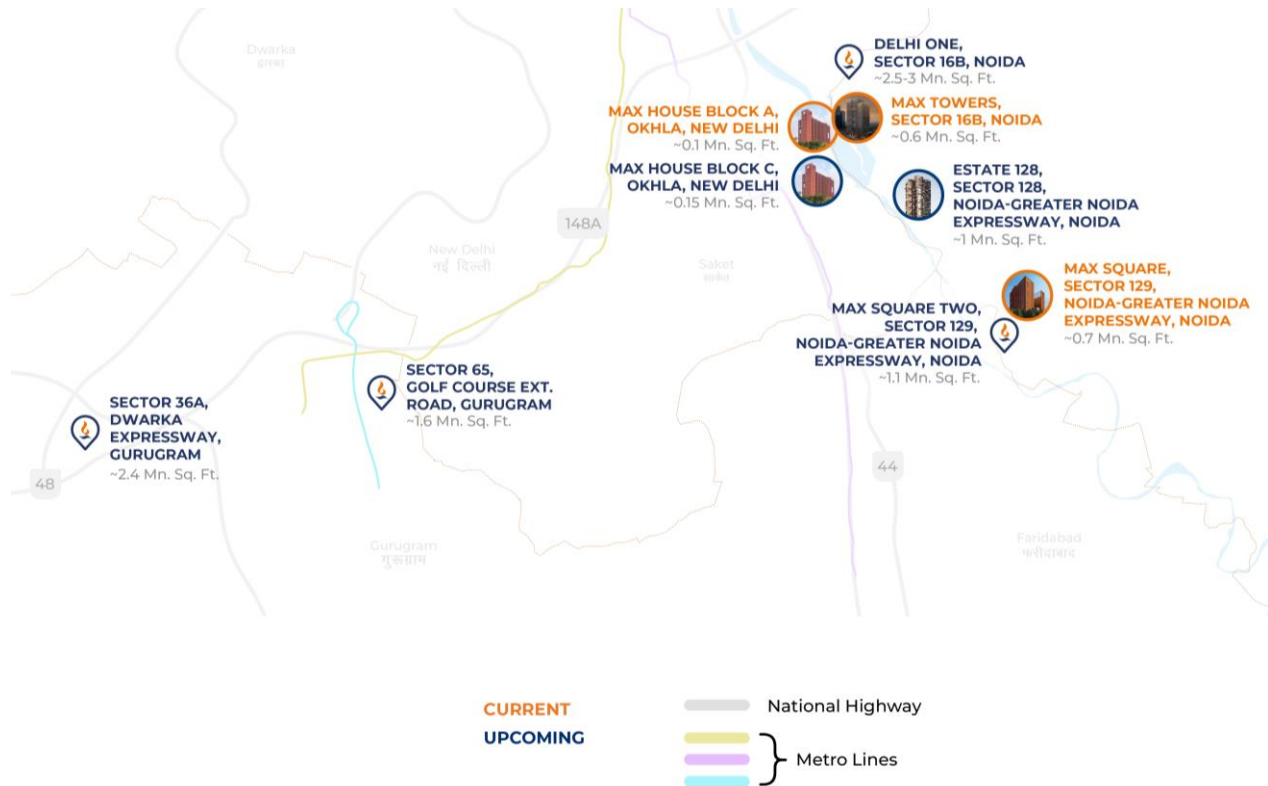 Dwarka
द्वारका
DELHI ONE,
SECTOR 16B, NOIDA
~2.5-3 Mn. Sq. Ft.
MAX HOUSE BLOCK A,
OKHLA, NEW DELHI
~0.1 Mn. Sq. Ft.
MAX TOWERS,
SECTOR 16B, NOIDA
~0.6 Mn. Sq. Ft.
MAX HOUSE BLOCK C,
OKHLA, NEW DELHI
~0.15 Mn. Sq. Ft.
ESTATE 128,
SECTOR 128,
NOIDA-GREATER NOIDA
EXPRESSWAY, NOIDA
~1 Mn. Sq. Ft.
148A
New Delhi
नई दिल्ली
Saket
साकेत
MAX SQUARE,
SECTOR 129,
NOIDA-GREATER NOIDA
EXPRESSWAY, NOIDA
~0.7 Mn. Sq. Ft.
MAX SQUARE TWO,
SECTOR 129,
NOIDA-GREATER NOIDA
EXPRESSWAY, NOIDA
~1.1 Mn. Sq. Ft.
SECTOR 65,
GOLF COURSE EXT.
ROAD, GURUGRAM
~1.6 Mn. Sq. Ft.
SECTOR 36A,
DWARKA
EXPRESSWAY,
GURUGRAM
~2.4 Mn. Sq. Ft.
48
44
Gurugram
गुरूग्राम
Faridabad
फरीदाबाद
CURRENT
UPCOMING
National Highway
Metro Lines